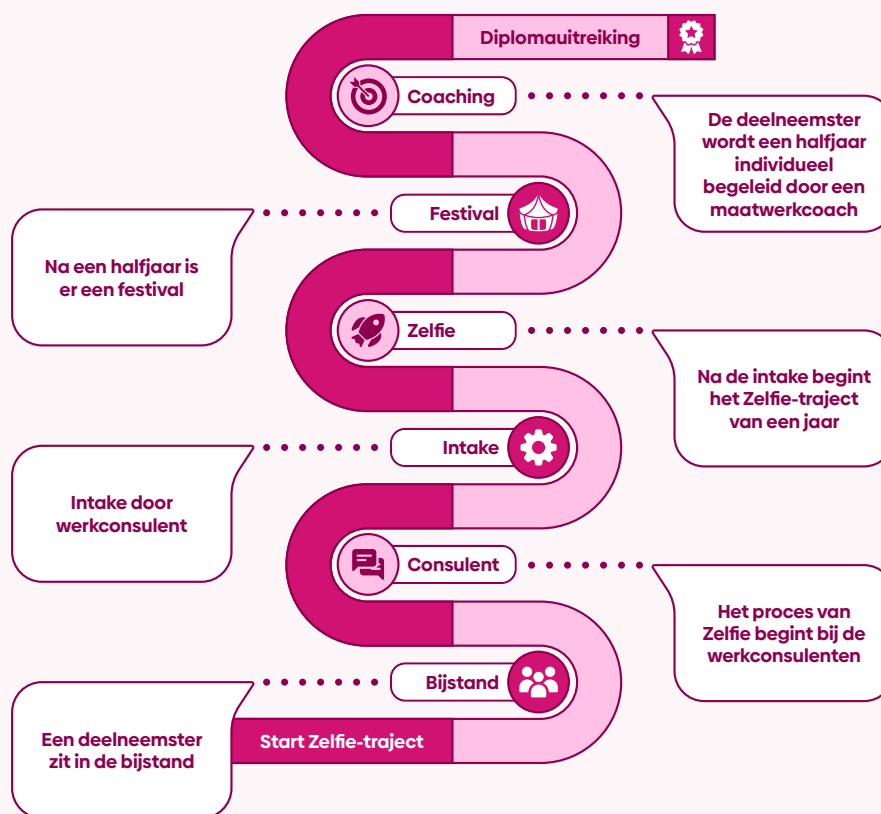 Diplomauitreiking
Coaching
De deelneemster
wordt een halfjaar
individueel
begeleid door een
maatwerkcoach
Festival
Na een halfjaar is
er een festival
Zelfie
Na de intake begint
het Zelfie-traject
van een jaar
Intake
Intake door
werkconsulent
Consulent
Het proces van
Zelfie begint bij de
werkconsulenten
Bijstand
Een deelneemster
zit in de bijstand
Start Zelfie-traject